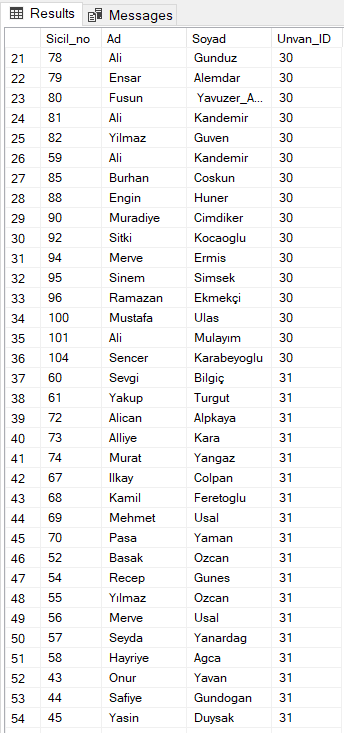 Results Messages
Sicil_no Ad Soyad Unvan_ID
21 78 Ali Gunduz 30
22 79 Ensar Alemdar 30
23 80 Fusun Yavuzer_A... 30
24 81 Ali Kandemir 30
25 82 Yilmaz Guven 30
26 59 Ali Kandemir 30
27 85 Burhan Coskun 30
28 88 Engin Huner 30
29 90 Muradiye Cimdiker 30
30 92 Sitki Kocaoglu 30
31 94 Merve Ermis 30
32 95 Sinem Simsek 30
33 96 Ramazan Ekmekçi 30
34 100 Mustafa Ulas 30
35 101 Ali Mulayım 30
36 104 Sencer Karabeyoglu 30
37 60 Sevgi Bilgiç 31
38 61 Yakup Turgut 31
39 72 Alican Alpkaya 31
40 73 Alliye Kara 31
41 74 Murat Yangaz 31
42 67 Ilkay Colpan 31
43 68 Kamil Feretoglu 31
44 69 Mehmet Usal 31
45 70 Pasa Yaman 31
46 52 Basak Ozcan 31
47 54 Recep Gunes 31
48 55 Yılmaz Ozcan 31
49 56 Merve Usal 31
50 57 Seyda Yanardag 31
51 58 Hayriye Agca 31
52 43 Onur Yavan 31
53 44 Safiye Gundogan 31
54 45 Yasin Duysak 31